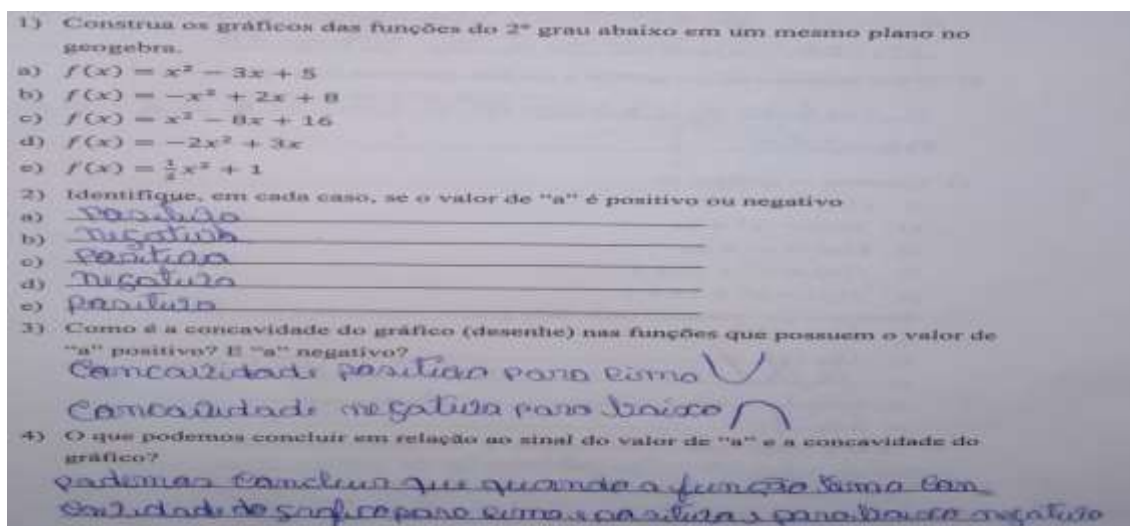 1) Construa os gráficos das funções do 2º grau abaixo em um mesmo plano no
geogebra.
a) f(x) = x² − 3x + 5
b) f(x) = −x² + 2x + 8
c) f(x) = x² − 8x + 16
d) f(x) = −2x² + 3x
e) f(x) = ½x² + 1
2) Identifique, em cada caso, se o valor de "a" é positivo ou negativo
a) positivo
b) negativo
c) positivo
d) negativo
e) positivo
3) Como é a concavidade do gráfico (desenhe) nas funções que possuem o valor de
"a" positivo? E "a" negativo?
Concavidade positiva para cima
Concavidade negativa para baixo
4) O que podemos concluir em relação ao sinal do valor de "a" e a concavidade do
gráfico?
podemos concluir que quando a função con
cavidade do grafico para cima positiva para baixo negativo